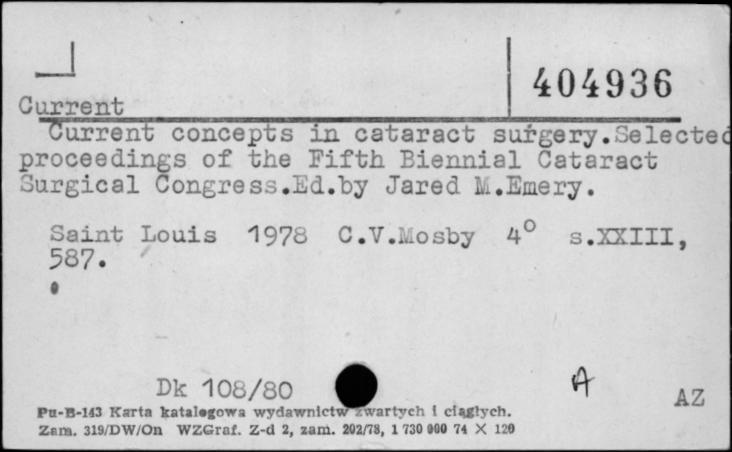 404936
Current
Current concepts in cataract surgery.Selected
proceedings of the Fifth Biennial Cataract
Surgical Congress.Ed.by Jared M.Emery.
Saint Louis 1978 C.V.Mosby 4° s.XXIII,
587.
Dk 108/80
A
AZ
Pu-B-143 Karta katalogowa wydawnictw zwartych i ciągłych.
Zam. 319/DW/On WZGraf. Z-d 2, zam. 202/78, 1 730 000 74 X 120